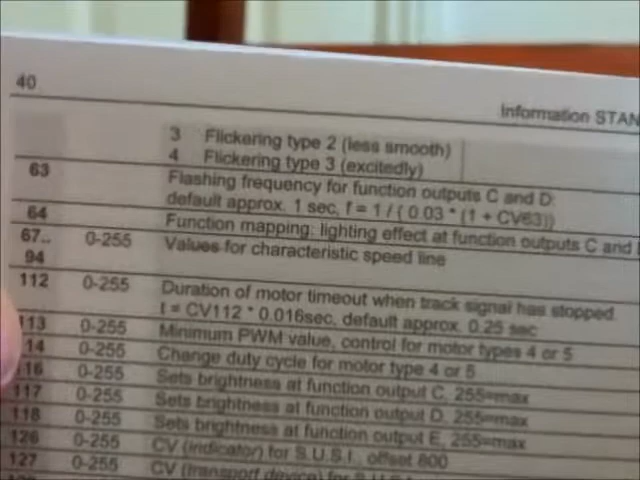 40
Information STAN
3 Flickering type 2 (less smooth)
4 Flickering type 3 (excitedly)
63 Flashing frequency for function outputs C and D:
default approx. 1 sec, f = 1 / ( 0.03 * (1 + CV63))
64 Function mapping: lighting effect at function outputs C and
67.. 0-255 Values for characteristic speed line
94
112 0-255 Duration of motor timeout when track signal has stopped.
t = CV112 * 0.016sec, default approx. 0.25 sec
113 0-255 Minimum PWM value, control for motor types 4 or 5
14 0-255 Change duty cycle for motor type 4 or 5
16 0-255 Sets brightness at function output C, 255=max
117 0-255 Sets brightness at function output D, 255=max
118 0-255 Sets brightness at function output E, 255=max
126 0-255 CV (indicator) for S.U.S.I., offset 800
127 0-255 CV (transport device) for S.U.S.I